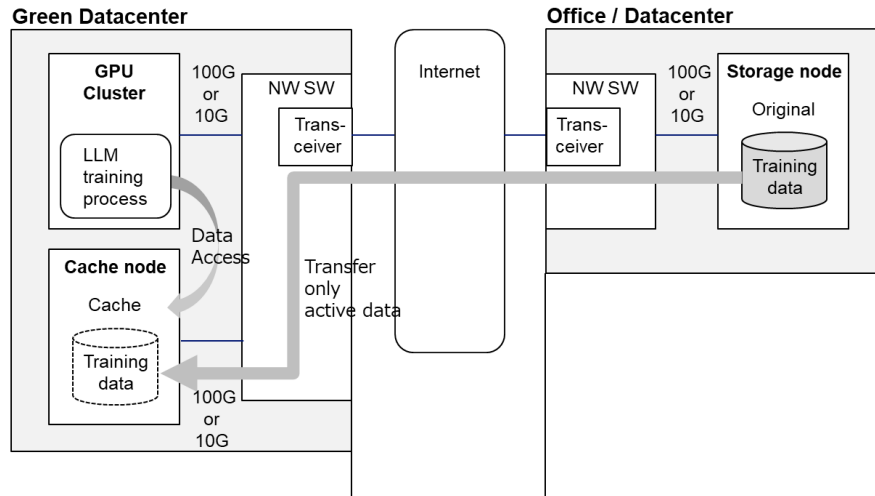 Green Datacenter
GPU
Cluster
LLM
training
process
100G
or
10G
NW SW
Trans-
ceiver
Data
Access
Cache node
Cache
Training
data
100G
or
10G
Transfer
only
active data
Internet
Office / Datacenter
NW SW
Trans-
ceiver
100G
or
10G
Storage node
Original
Training
data